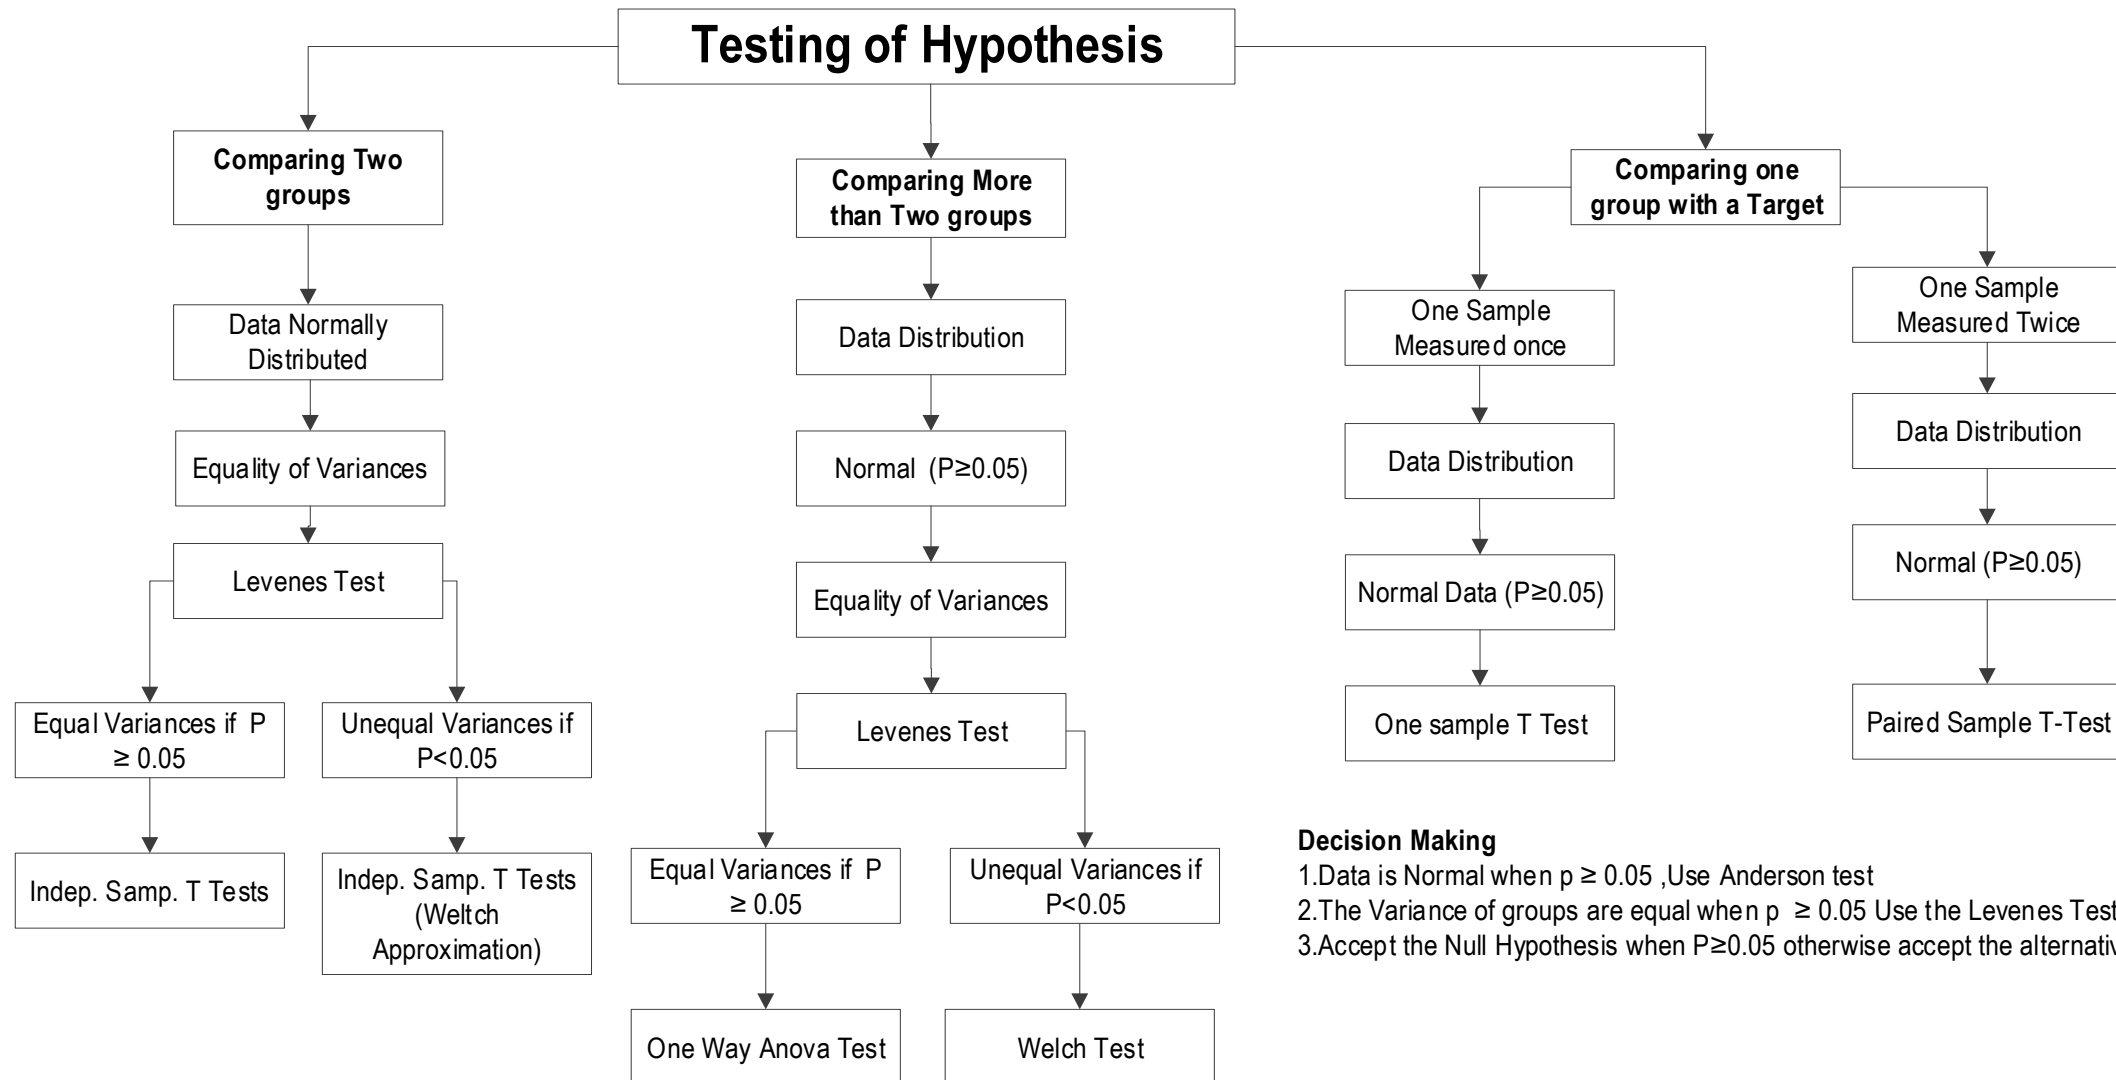 Testing of Hypothesis
Comparing Two
groups
Data Normally
Distributed
Equality of Variances
Levenes Test
Equal Variances if P
≥ 0.05
Unequal Variances if
P<0.05
Indep. Samp. T Tests
Indep. Samp. T Tests
(Weltch
Approximation)
Comparing More
than Two groups
Data Distribution
Normal (P≥0.05)
Equality of Variances
Levenes Test
Equal Variances if P
≥ 0.05
Unequal Variances if
P<0.05
One Way Anova Test
Welch Test
Comparing one
group with a Target
One Sample
Measured once
Data Distribution
Normal Data (P≥0.05)
One sample T Test
One Sample
Measured Twice
Data Distribution
Normal (P≥0.05)
Paired Sample T-Test
Decision Making
1.Data is Normal when p ≥ 0.05 ,Use Anderson test
2.The Variance of groups are equal when p ≥ 0.05 Use the Levenes Test
3.Accept the Null Hypothesis when P≥0.05 otherwise accept the